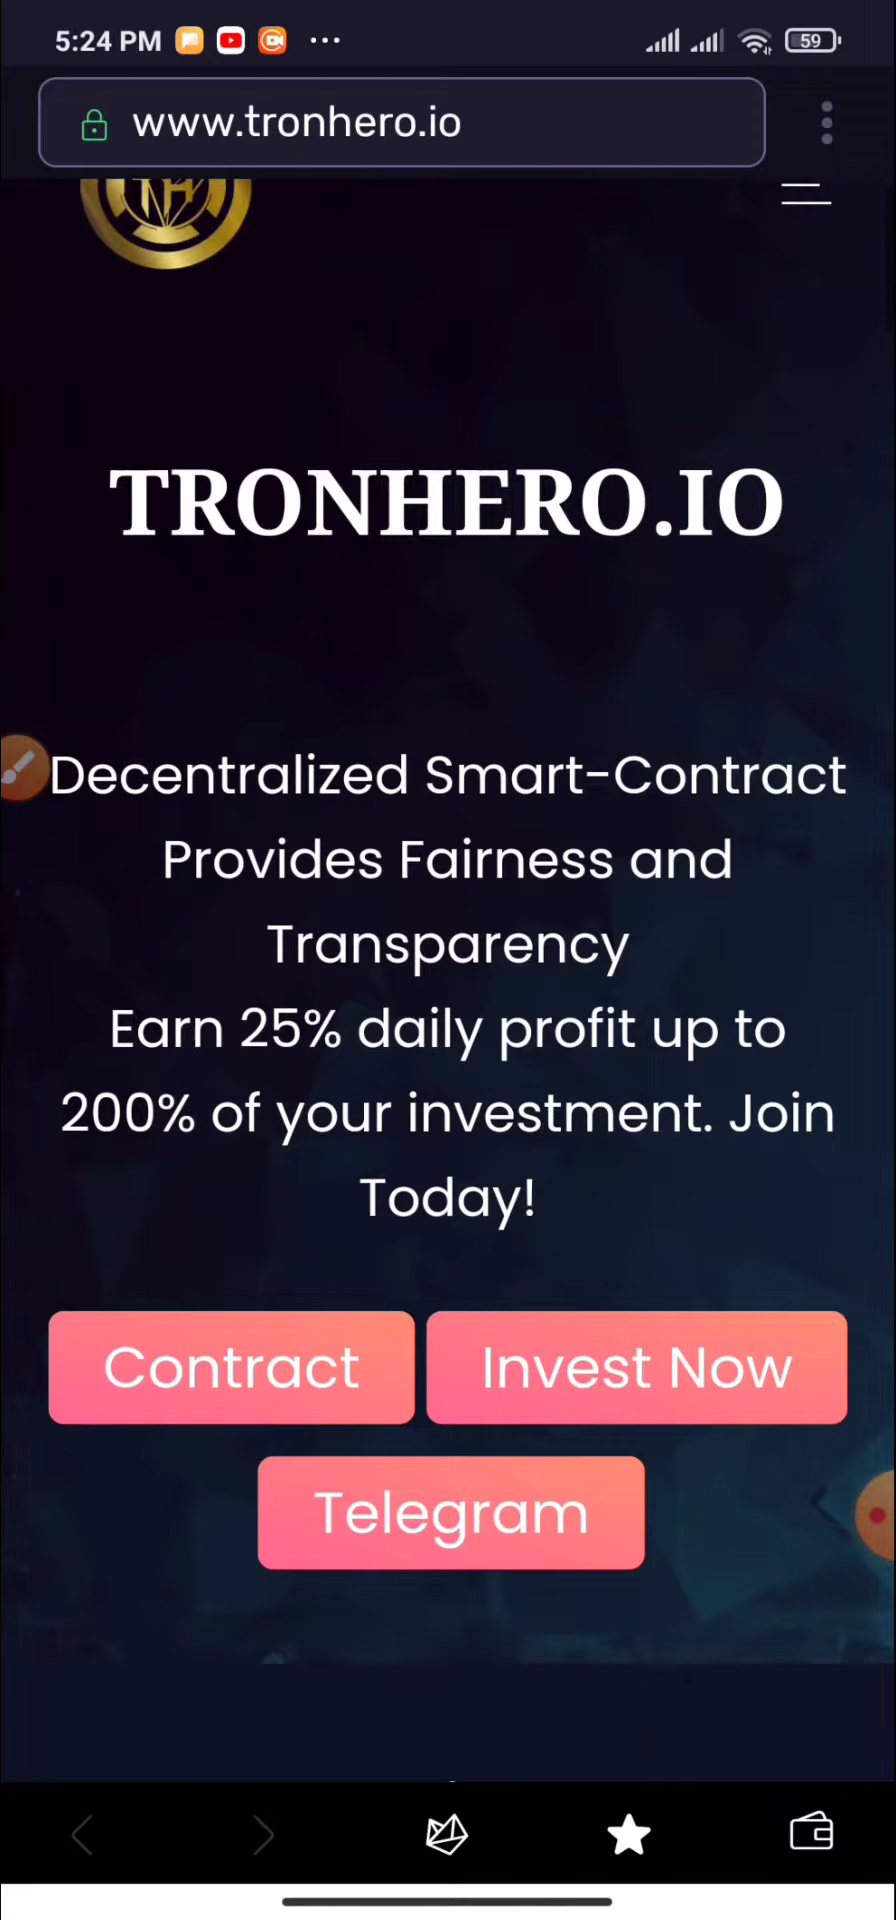 5:24 PM
59
www.tronhero.io
TH
TRONHERO.IO
Decentralized Smart-Contract
Provides Fairness and
Transparency
Earn 25% daily profit up to
200% of your investment. Join
Today!
Contract
Invest Now
Telegram